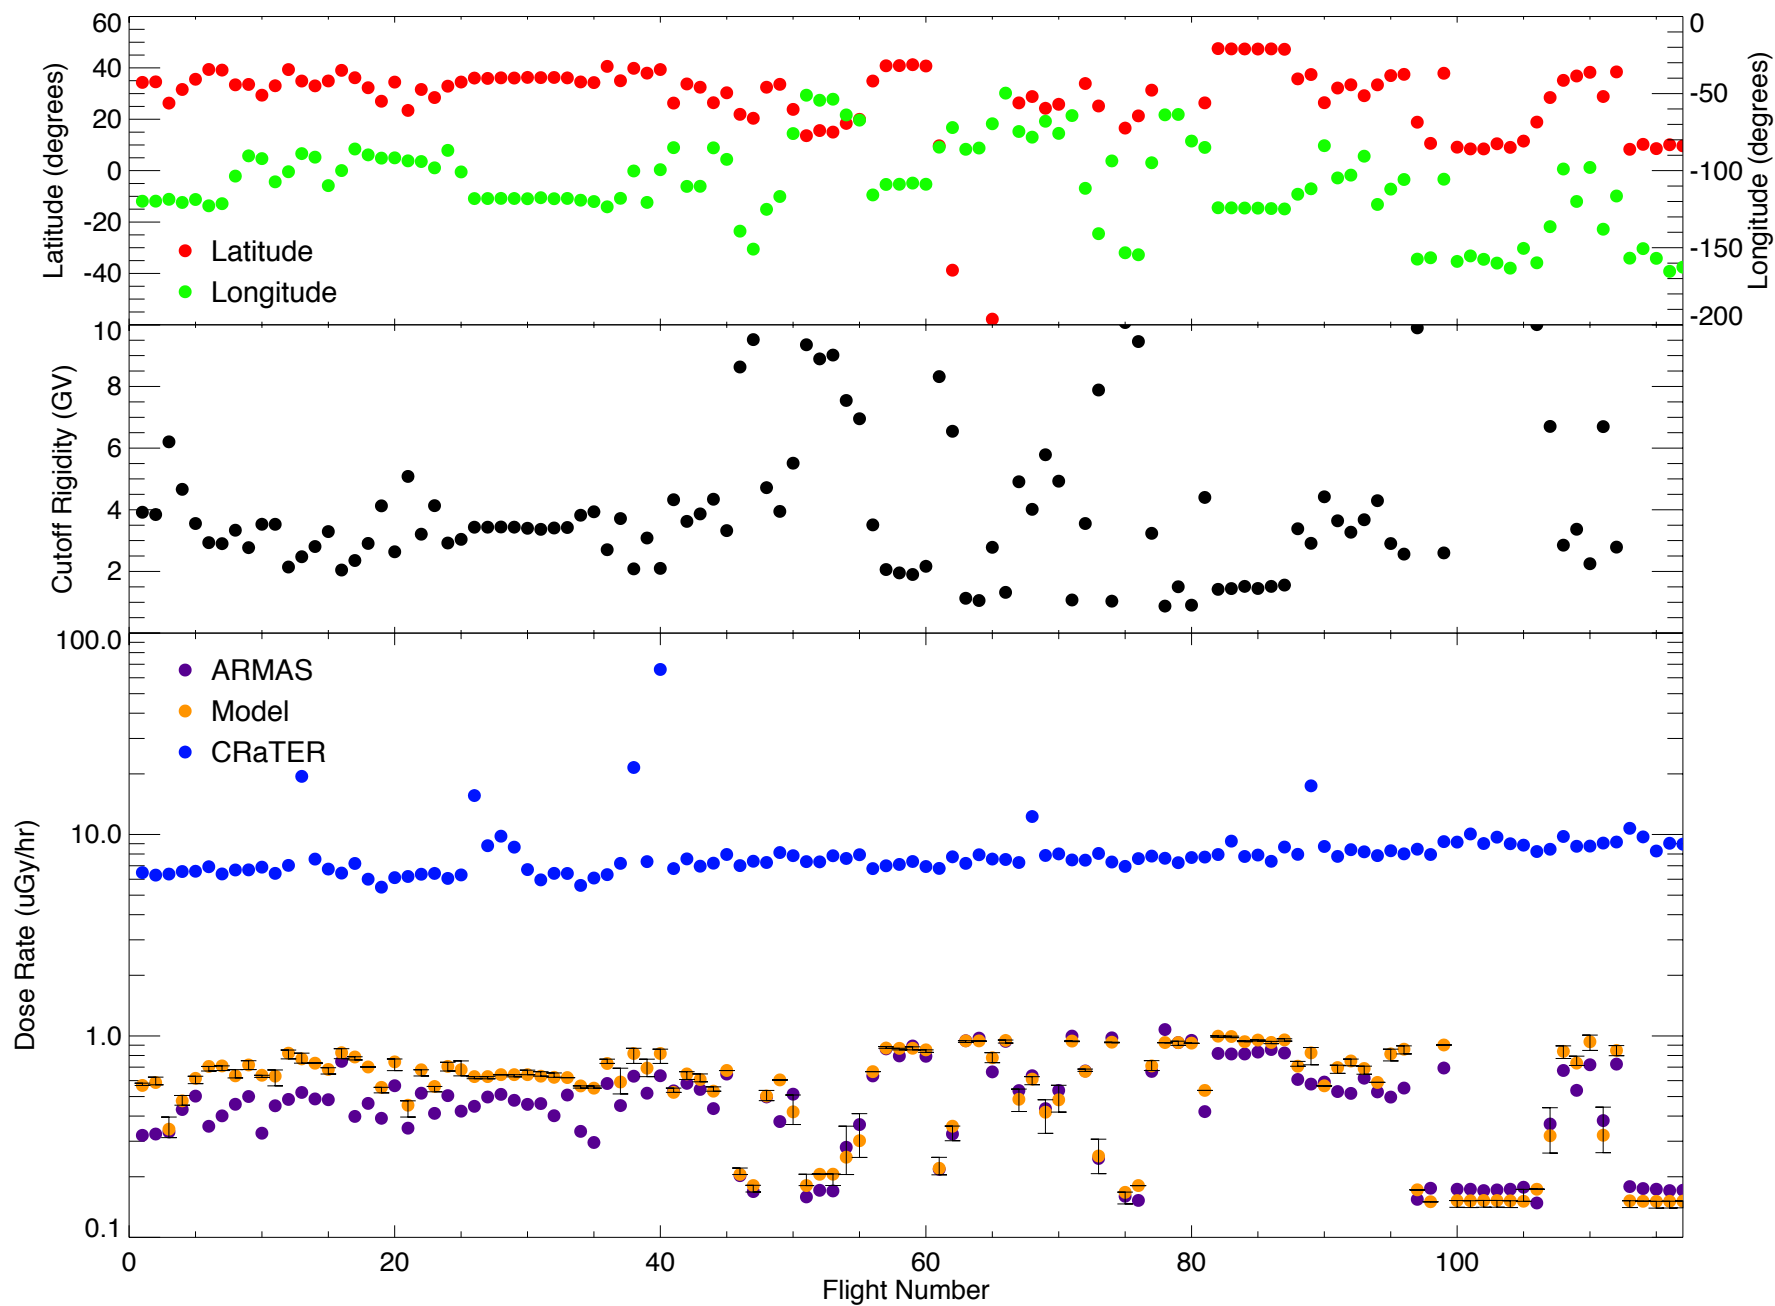 60
40
20
0
-20
-40
Latitude (degrees)
0
-50
-100
-150
-200
Longitude (degrees)
Latitude
Longitude
10
8
6
4
2
Cutoff Rigidity (GV)
100.0
10.0
1.0
0.1
Dose Rate (uGy/hr)
ARMAS
Model
CRaTER
0
20
40
60
80
100
Flight Number